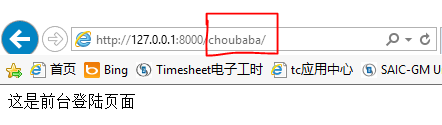 http://127.0.0.1:8000/choubaba/
首页 Bing Timesheet电子工时 tc应用中心 SAIC-GM U
这是前台登陆页面